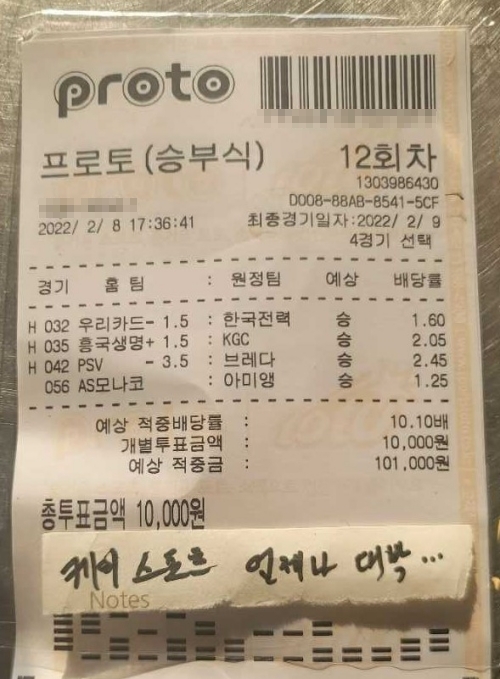 proto
프로토(승부식) 12회차
1303986430
D008-88AB-8541-5CF
2022/ 2/ 8 17:36:41 최종경기일자:2022/ 2/ 9
4경기 선택
경기 홈 팀 : 원정팀 예상 배당률
H 032 우리카드- 1.5 : 한국전력 승 1.60
H 035 흥국생명+ 1.5 : KGC 승 2.05
H 042 PSV - 3.5 : 브레다 승 2.45
056 AS모나코 : 아미앵 승 1.25
예상 적중배당률 : 10.10배
개별투표금액 : 10,000원
예상 적중금 : 101,000원
총투표금액 10,000원
케이 스포츠 언제나 대박...
Notes